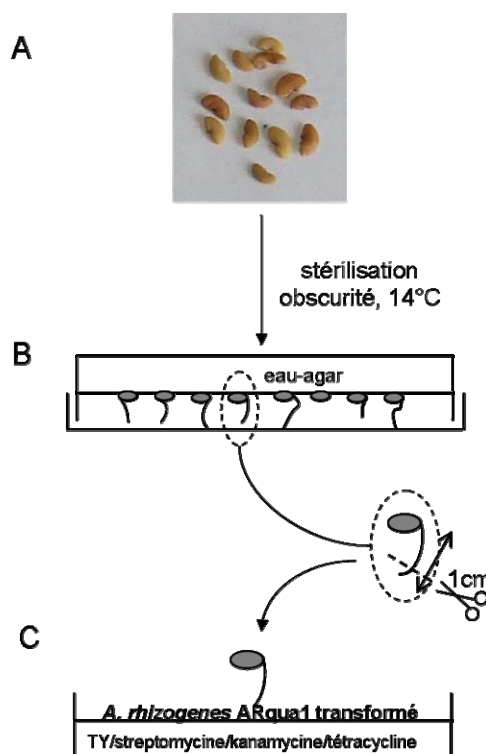 A
stérilisation
obscurité, 14°C
B
eau-agar
1cm
C
A. rhizogenes ARqua1 transformé
TY/streptomycine/kanamycine/tétracycline